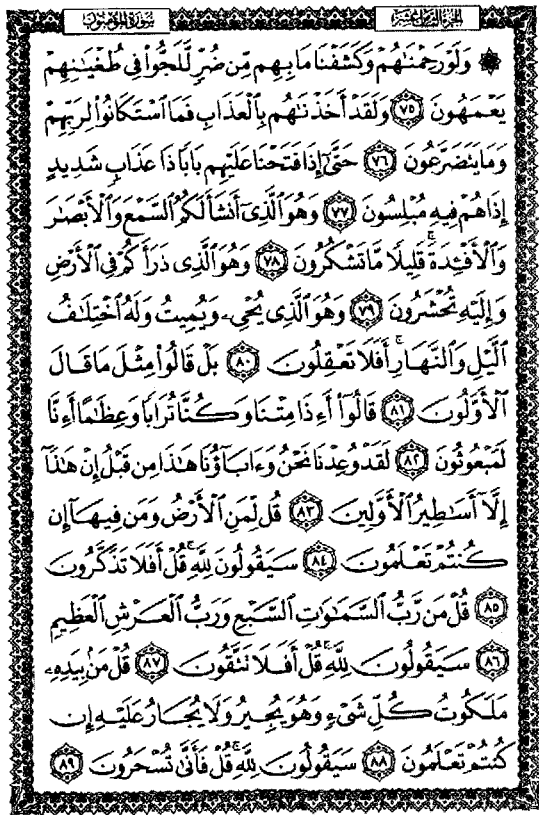 الجزء الثامن عشر
سورة المؤمنون
۞ وَلَوْ رَحِمْنَـٰهُمْ وَكَشَفْنَا مَا بِهِم مِّن ضُرٍّ لَّلَجُّوا۟ فِى طُغْيَـٰنِهِمْ
يَعْمَهُونَ ٧٥ وَلَقَدْ أَخَذْنَـٰهُم بِٱلْعَذَابِ فَمَا ٱسْتَكَانُوا۟ لِرَبِّهِمْ
وَمَا يَتَضَرَّعُونَ ٧٦ حَتَّىٰٓ إِذَا فَتَحْنَا عَلَيْهِم بَابًا ذَا عَذَابٍ شَدِيدٍ
إِذَا هُمْ فِيهِ مُبْلِسُونَ ٧٧ وَهُوَ ٱلَّذِىٓ أَنشَأَ لَكُمُ ٱلسَّمْعَ وَٱلْأَبْصَـٰرَ
وَٱلْأَفْـِٔدَةَ ۚ قَلِيلًا مَّا تَشْكُرُونَ ٧٨ وَهُوَ ٱلَّذِى ذَرَأَكُمْ فِى ٱلْأَرْضِ
وَإِلَيْهِ تُحْشَرُونَ ٧٩ وَهُوَ ٱلَّذِى يُحْىِۦ وَيُمِيتُ وَلَهُ ٱخْتِلَـٰفُ
ٱلَّيْلِ وَٱلنَّهَارِ ۚ أَفَلَا تَعْقِلُونَ ٨٠ بَلْ قَالُوا۟ مِثْلَ مَا قَالَ
ٱلْأَوَّلُونَ ٨١ قَالُوٓا۟ أَءِذَا مِتْنَا وَكُنَّا تُرَابًا وَعِظَـٰمًا أَءِنَّا
لَمَبْعُوثُونَ ٨٢ لَقَدْ وُعِدْنَا نَحْنُ وَءَابَآؤُنَا هَـٰذَا مِن قَبْلُ إِنْ هَـٰذَآ
إِلَّآ أَسَـٰطِيرُ ٱلْأَوَّلِينَ ٨٣ قُل لِّمَنِ ٱلْأَرْضُ وَمَن فِيهَآ إِن
كُنتُمْ تَعْلَمُونَ ٨٤ سَيَقُولُونَ لِلَّهِ ۚ قُلْ أَفَلَا تَذَكَّرُونَ
٨٥ قُلْ مَن رَّبُّ ٱلسَّمَـٰوَٰتِ ٱلسَّبْعِ وَرَبُّ ٱلْعَرْشِ ٱلْعَظِيمِ
٨٦ سَيَقُولُونَ لِلَّهِ ۚ قُلْ أَفَلَا تَتَّقُونَ ٨٧ قُلْ مَنۢ بِيَدِهِۦ
مَلَكُوتُ كُلِّ شَىْءٍ وَهُوَ يُجِيرُ وَلَا يُجَارُ عَلَيْهِ إِن
كُنتُمْ تَعْلَمُونَ ٨٨ سَيَقُولُونَ لِلَّهِ ۚ قُلْ فَأَنَّىٰ تُسْحَرُونَ ٨٩